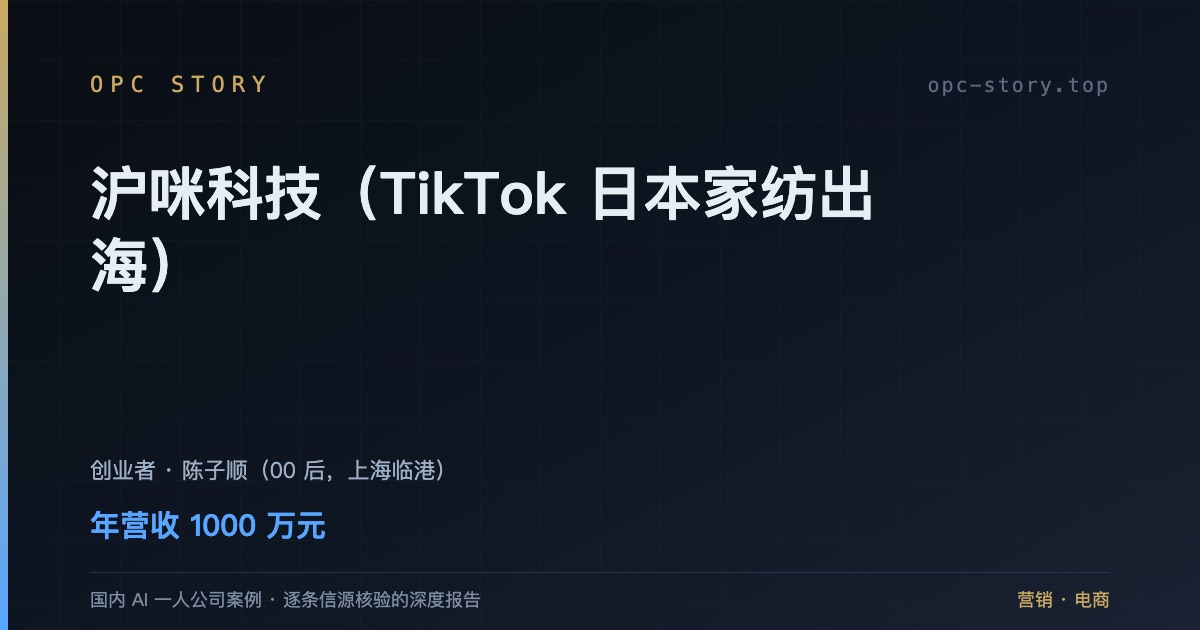 OPC STORY
opc-story.top
沪咪科技（TikTok 日本家纺出
海）
创业者 · 陈子顺（00 后，上海临港）
年营收 1000 万元
国内 AI 一人公司案例 · 逐条信源核验的深度报告
营销 · 电商